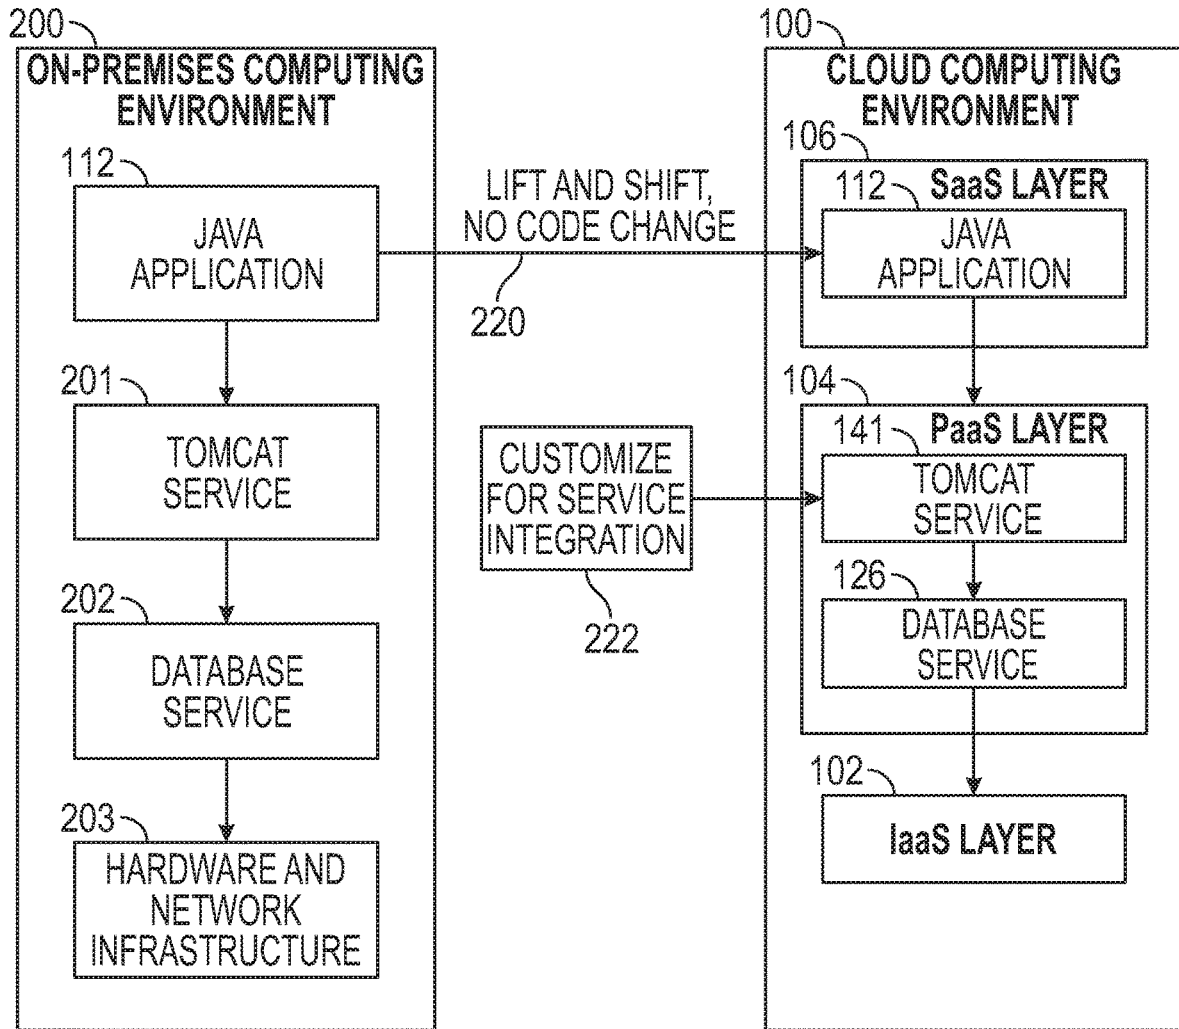 200
ON-PREMISES COMPUTING
ENVIRONMENT
112
JAVA
APPLICATION
201
TOMCAT
SERVICE
202
DATABASE
SERVICE
203
HARDWARE AND
NETWORK
INFRASTRUCTURE
LIFT AND SHIFT,
NO CODE CHANGE
220
CUSTOMIZE
FOR SERVICE
INTEGRATION
222
100
CLOUD COMPUTING
ENVIRONMENT
106
SaaS LAYER
112
JAVA
APPLICATION
104
PaaS LAYER
141
TOMCAT
SERVICE
126
DATABASE
SERVICE
102
IaaS LAYER